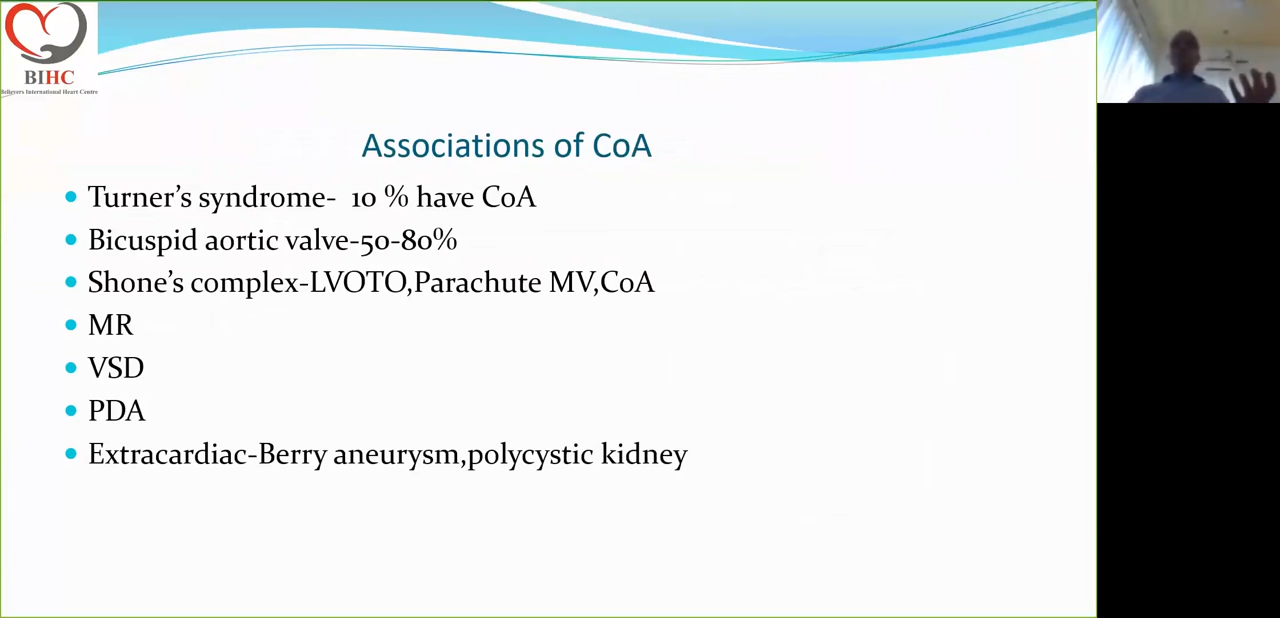 BIHC
Believers International Heart Centre
Associations of CoA
Turner's syndrome- 10 % have CoA
Bicuspid aortic valve-50-80%
Shone's complex-LVOTO,Parachute MV,CoA
MR
VSD
PDA
Extracardiac-Berry aneurysm,polycystic kidney